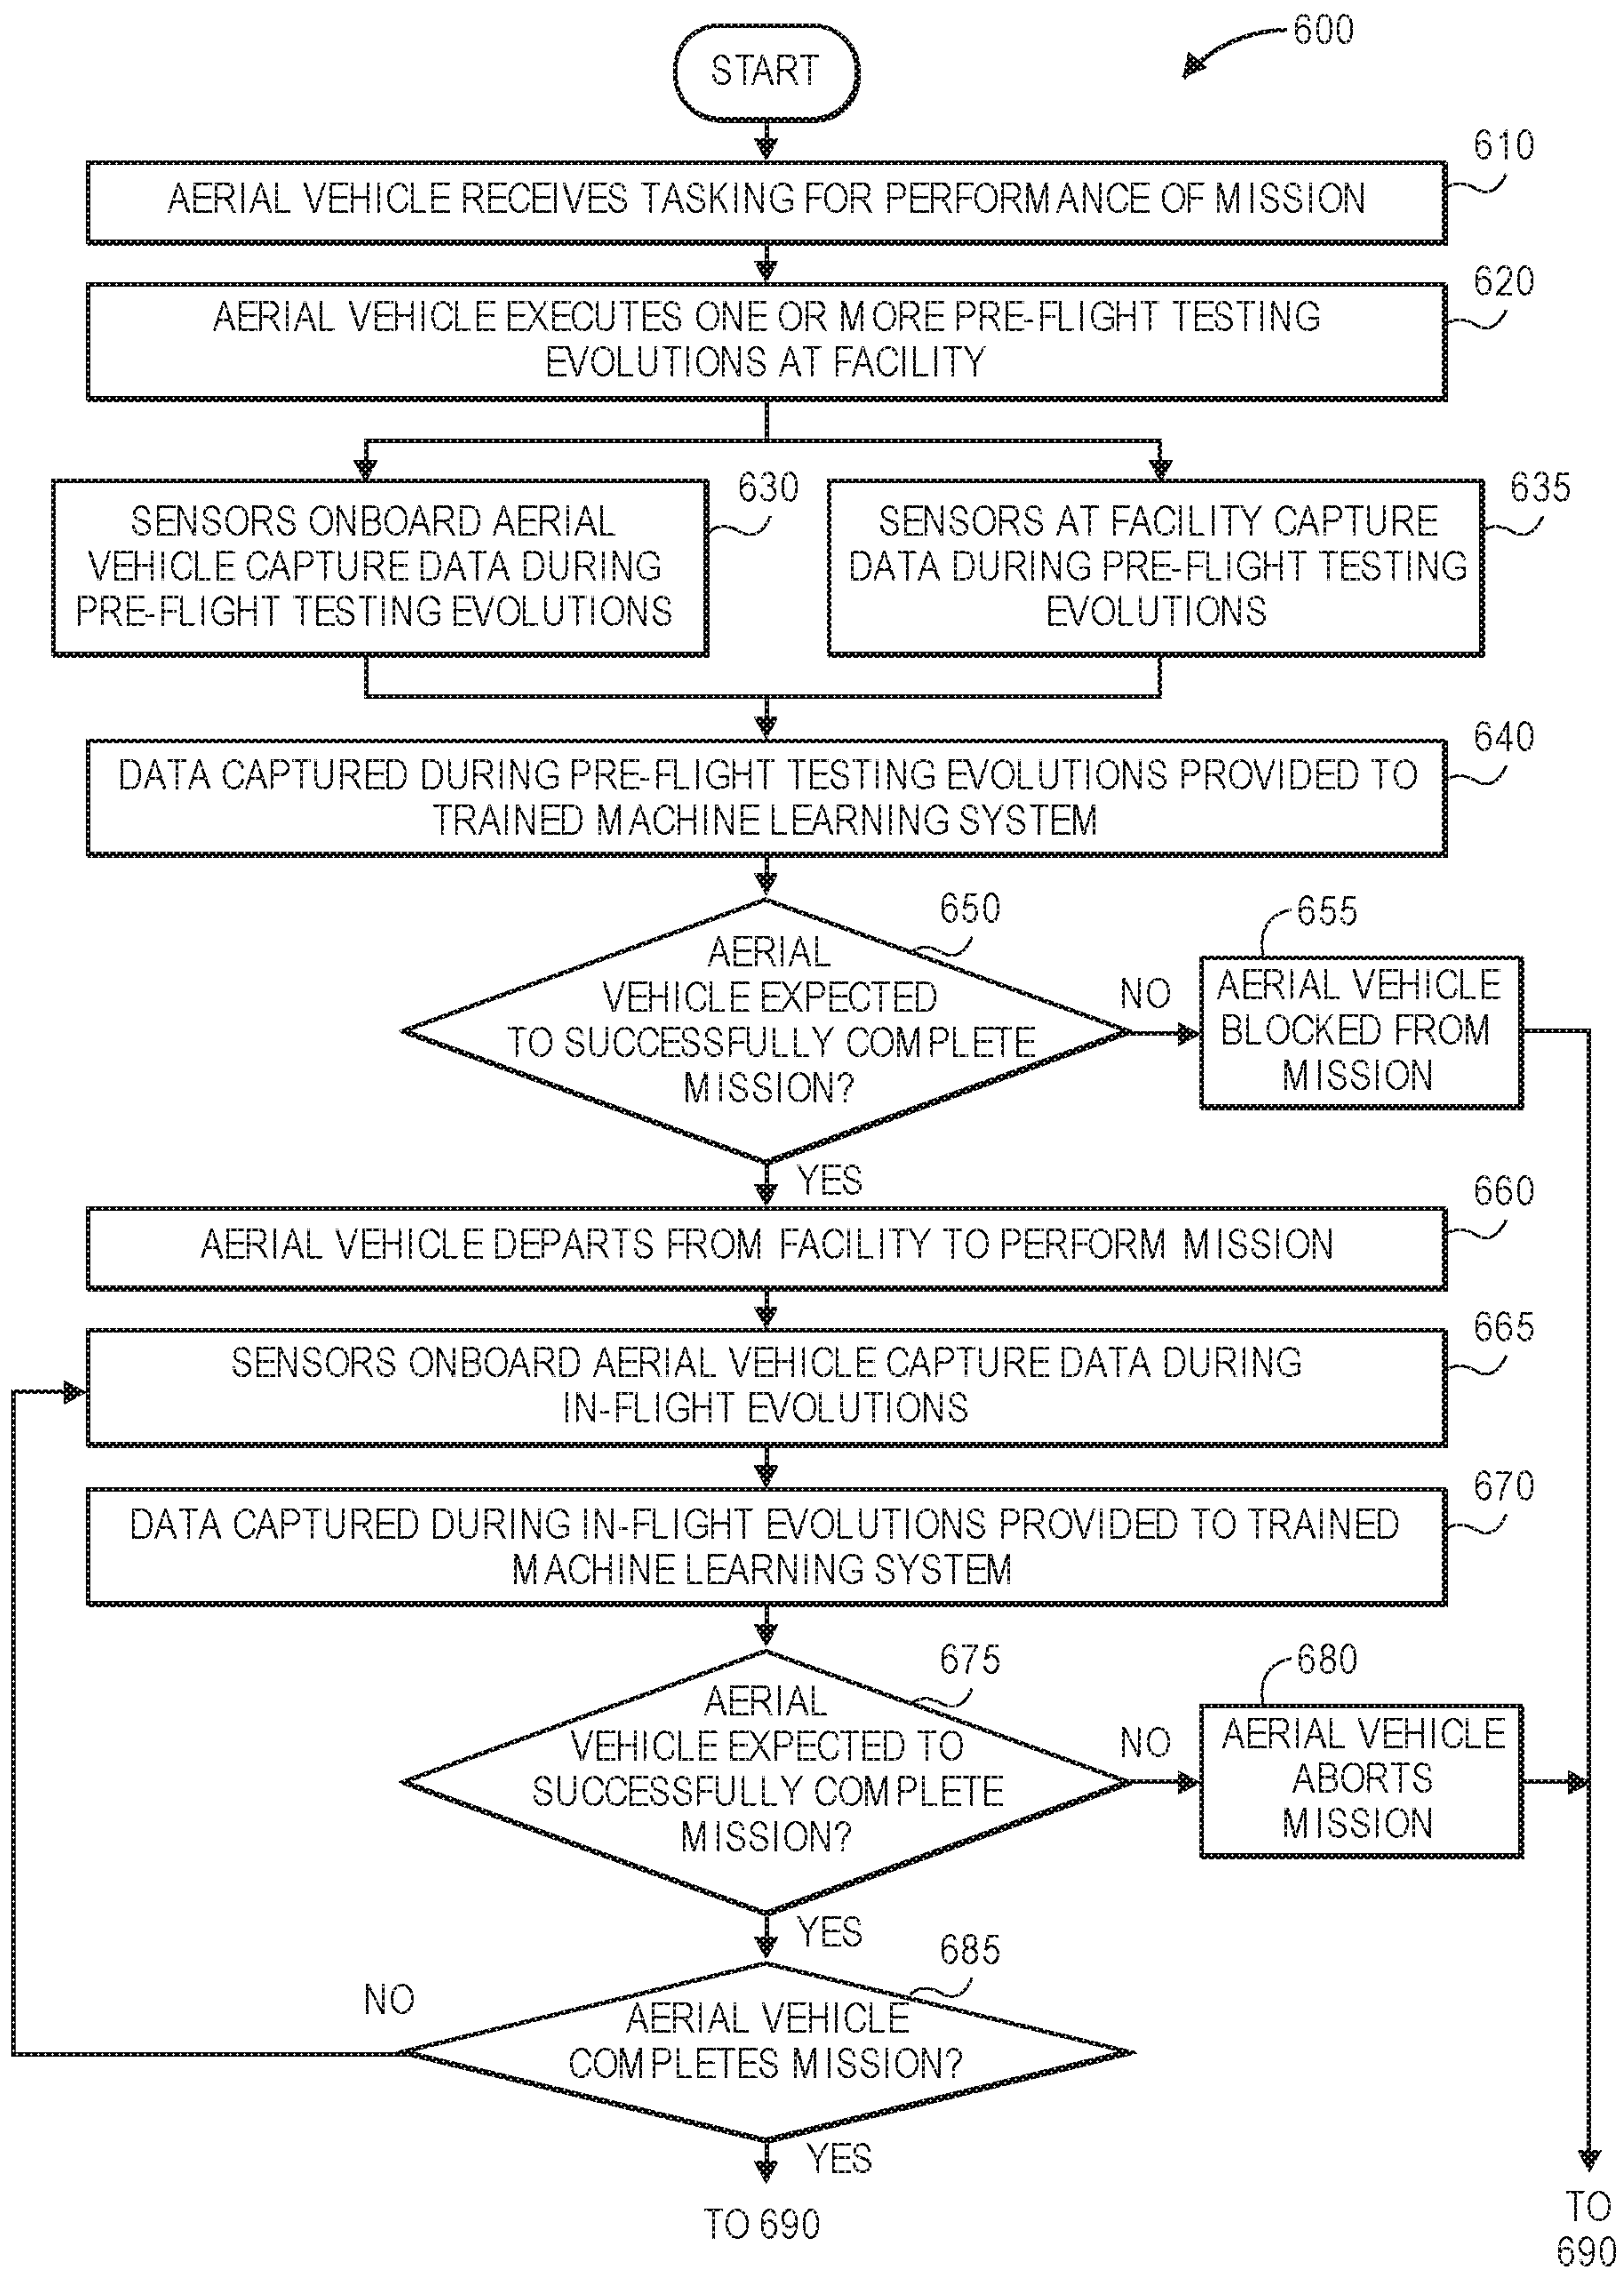 600
START
610
AERIAL VEHICLE RECEIVES TASKING FOR PERFORMANCE OF MISSION
620
AERIAL VEHICLE EXECUTES ONE OR MORE PRE-FLIGHT TESTING
EVOLUTIONS AT FACILITY
630
SENSORS ONBOARD AERIAL
VEHICLE CAPTURE DATA DURING
PRE-FLIGHT TESTING EVOLUTIONS
635
SENSORS AT FACILITY CAPTURE
DATA DURING PRE-FLIGHT TESTING
EVOLUTIONS
640
DATA CAPTURED DURING PRE-FLIGHT TESTING EVOLUTIONS PROVIDED TO
TRAINED MACHINE LEARNING SYSTEM
650
AERIAL
VEHICLE EXPECTED
TO SUCCESSFULLY COMPLETE
MISSION?
NO
655
AERIAL VEHICLE
BLOCKED FROM
MISSION
YES
660
AERIAL VEHICLE DEPARTS FROM FACILITY TO PERFORM MISSION
665
SENSORS ONBOARD AERIAL VEHICLE CAPTURE DATA DURING
IN-FLIGHT EVOLUTIONS
670
DATA CAPTURED DURING IN-FLIGHT EVOLUTIONS PROVIDED TO TRAINED
MACHINE LEARNING SYSTEM
675
AERIAL
VEHICLE EXPECTED TO
SUCCESSFULLY COMPLETE
MISSION?
NO
680
AERIAL VEHICLE
ABORTS
MISSION
YES
685
NO
AERIAL VEHICLE
COMPLETES MISSION?
YES
TO 690
TO
690